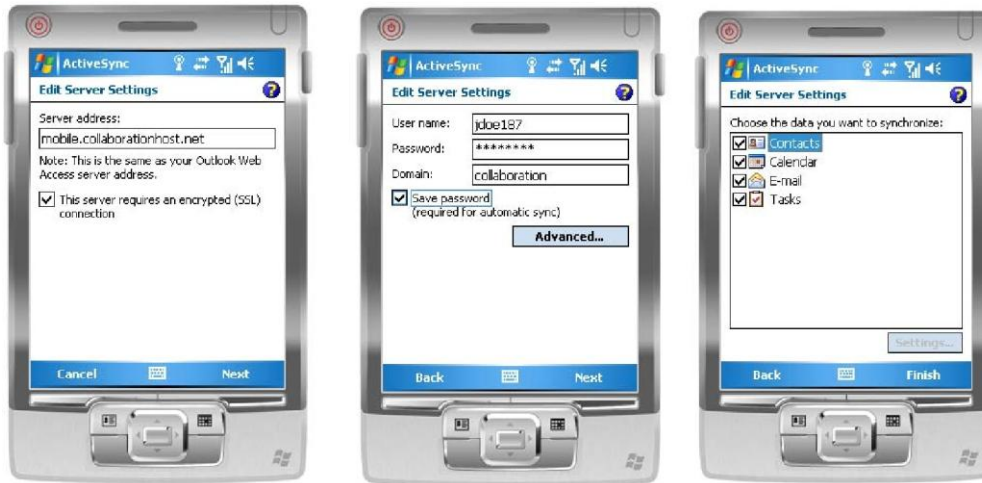 ActiveSync
Edit Server Settings
Server address:
mobile.collaborationhost.net
Note: This is the same as your Outlook Web
Access server address.
This server requires an encrypted (SSL)
connection
Cancel Next
ActiveSync
Edit Server Settings
User name: jdoe187
Password: ********
Domain: collaboration
Save password
(required for automatic sync)
Advanced...
Back Next
ActiveSync
Edit Server Settings
Choose the data you want to synchronize:
Contacts
Calendar
E-mail
Tasks
Settings...
Back Finish